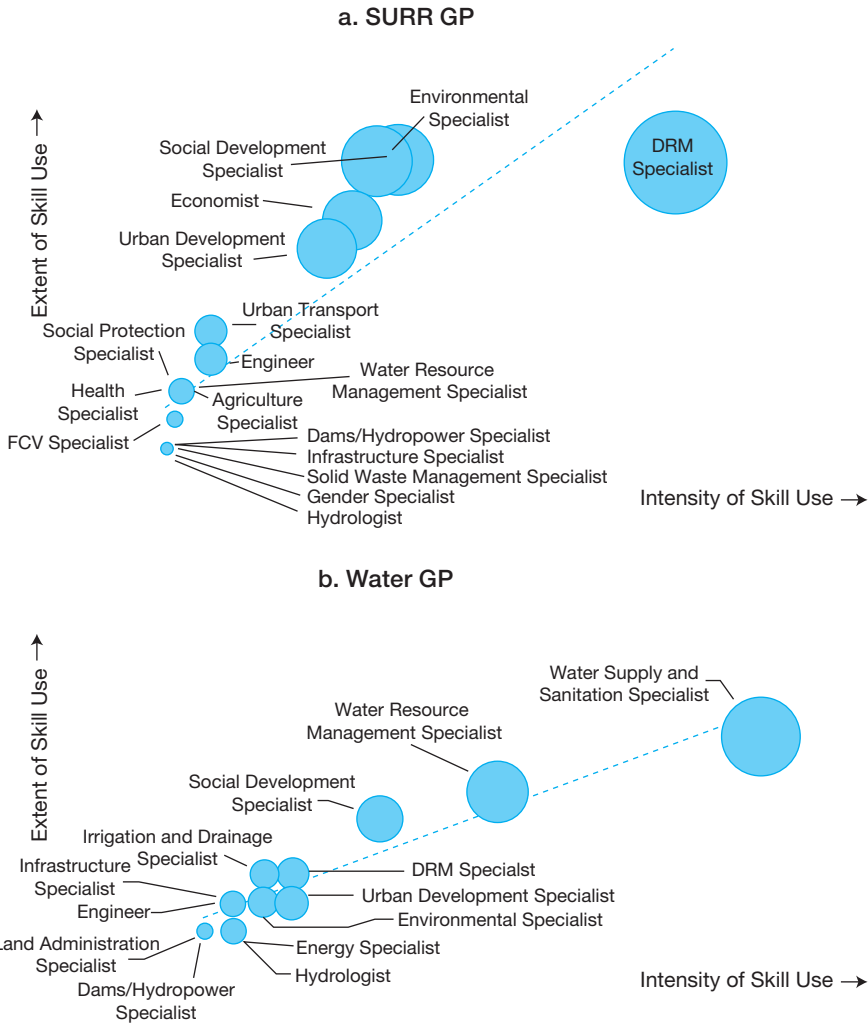 a. SURR GP
Environmental
Specialist
Social Development
Specialist
DRM
Specialist
Economist
Urban Development
Specialist
Extent of Skill Use
Urban Transport
Specialist
Social Protection
Specialist
Engineer
Water Resource
Management Specialist
Health
Specialist
Agriculture
Specialist
FCV Specialist
Dams/Hydropower Specialist
Infrastructure Specialist
Solid Waste Management Specialist
Gender Specialist
Hydrologist
Intensity of Skill Use
b. Water GP
Water Supply and
Sanitation Specialist
Water Resource
Management Specialist
Extent of Skill Use
Social Development
Specialist
Irrigation and Drainage
Specialist
Infrastructure
Specialist
DRM Specialst
Urban Development Specialist
Engineer
Environmental Specialist
Land Administration
Specialist
Energy Specialist
Hydrologist
Dams/Hydropower
Specialist
Intensity of Skill Use